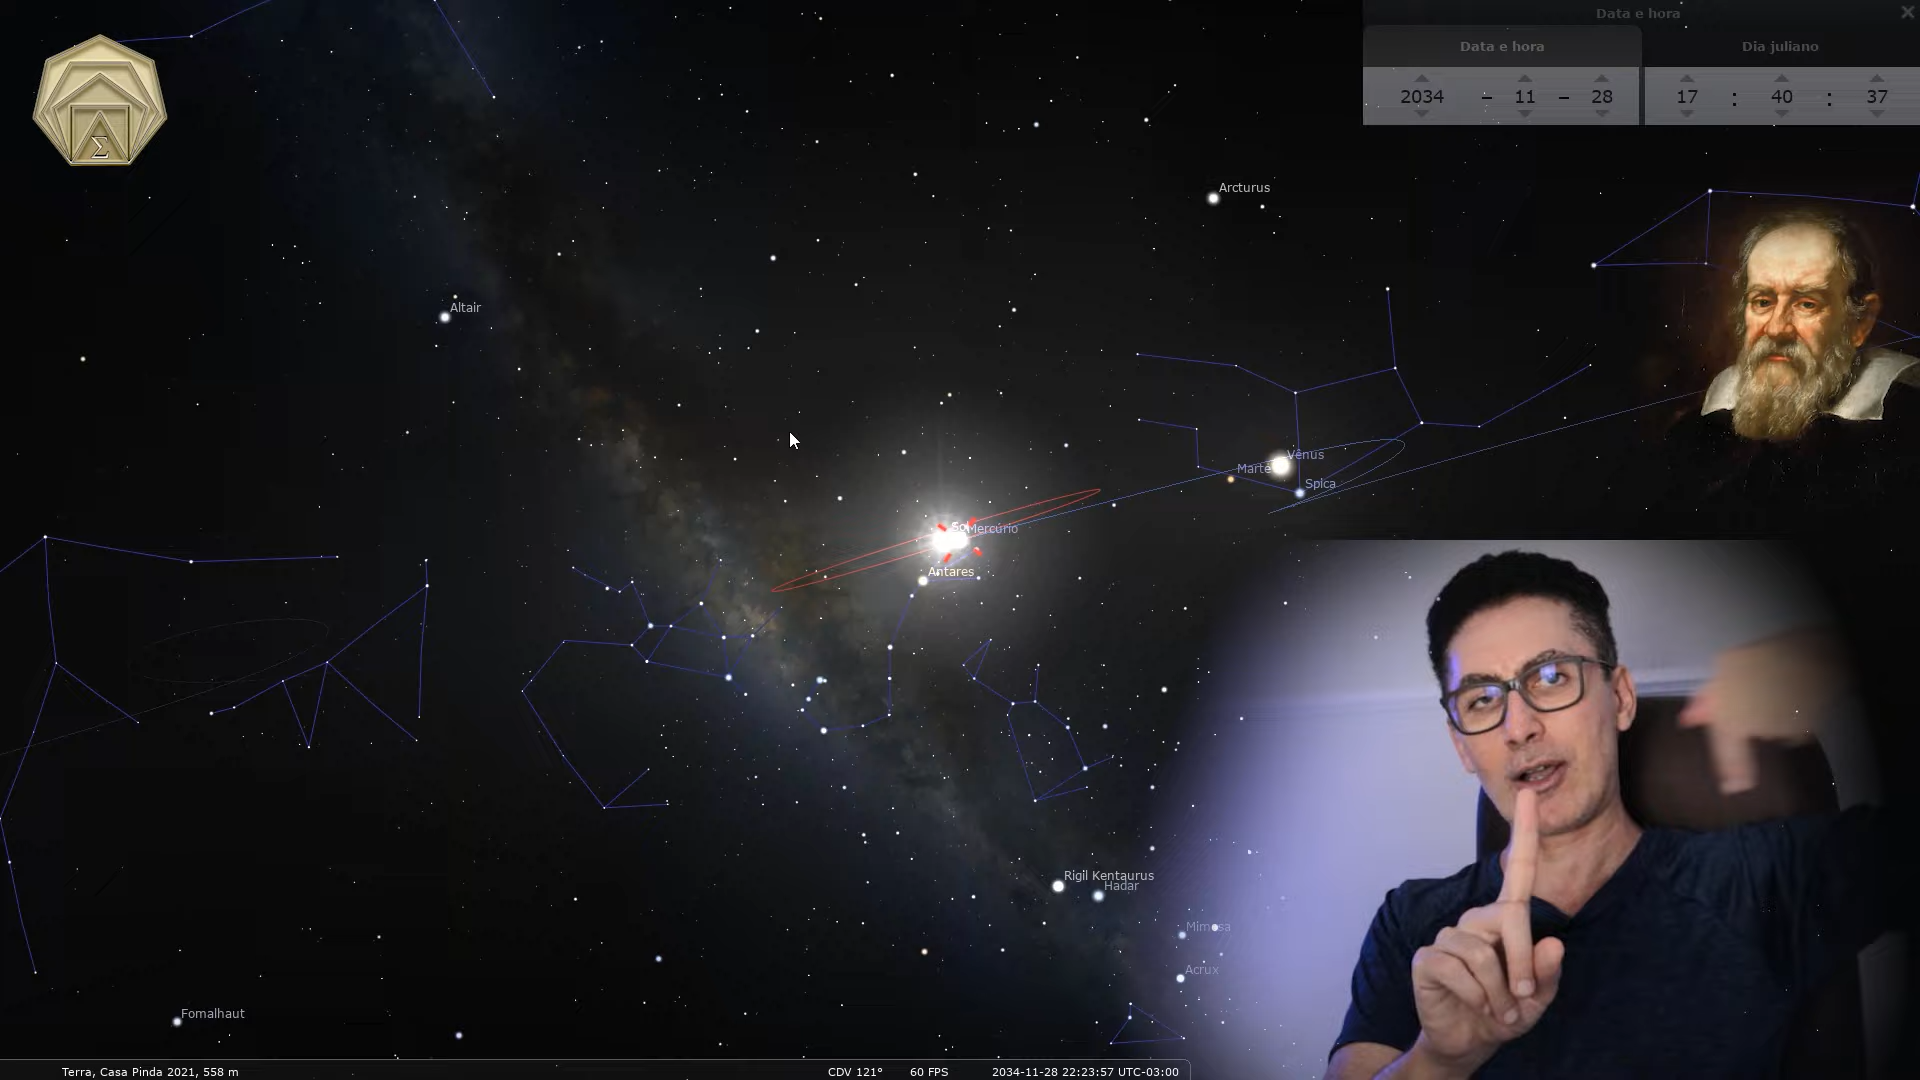 Data e hora
Data e hora
Dia juliano
2034 – 11 – 28
17 : 40 : 37
Arcturus
Altair
Vênus
Marte
Spica
Sol
Mercúrio
Antares
Rigil Kentaurus
Hadar
Mimosa
Acrux
Fomalhaut
Σ
Terra, Casa Pinda 2021, 558 m
CDV 121°
60 FPS
2034-11-28 22:23:57 UTC-03:00